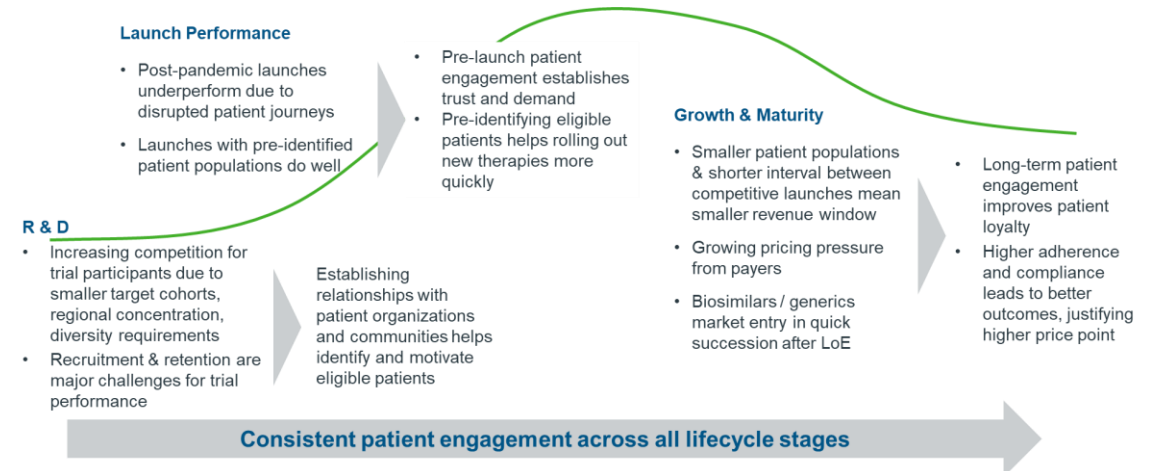 Launch Performance
• Post-pandemic launches
underperform due to
disrupted patient journeys
• Launches with pre-identified
patient populations do well
• Pre-launch patient
engagement establishes
trust and demand
• Pre-identifying eligible
patients helps rolling out
new therapies more
quickly
R & D
• Increasing competition for
trial participants due to
smaller target cohorts,
regional concentration,
diversity requirements
• Recruitment & retention are
major challenges for trial
performance
Establishing
relationships with
patient organizations
and communities helps
identify and motivate
eligible patients
Growth & Maturity
• Smaller patient populations
& shorter interval between
competitive launches mean
smaller revenue window
• Growing pricing pressure
from payers
• Biosimilars / generics
market entry in quick
succession after LoE
• Long-term patient
engagement
improves patient
loyalty
• Higher adherence
and compliance
leads to better
outcomes, justifying
higher price point
Consistent patient engagement across all lifecycle stages